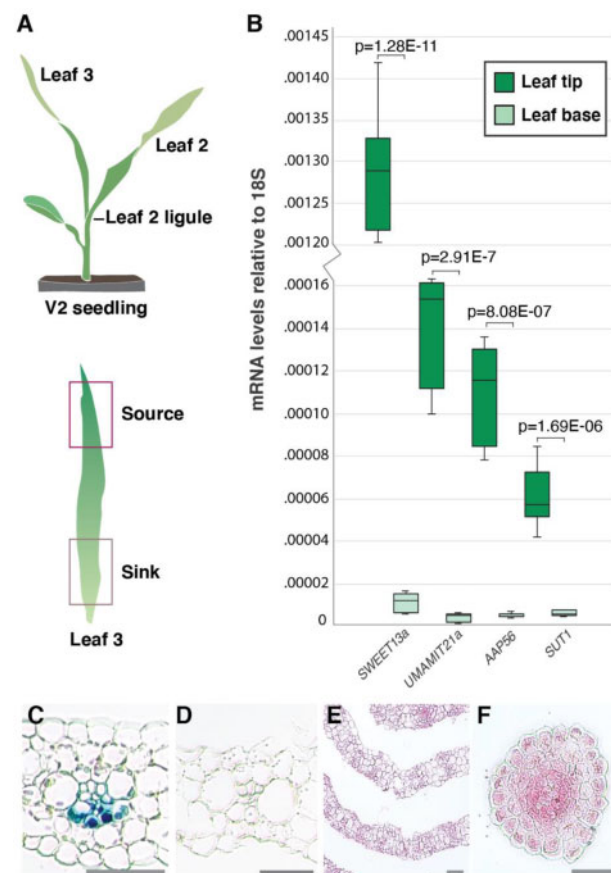 A
Leaf 3
Leaf 2
Leaf 2 ligule
V2 seedling
Source
Sink
Leaf 3
B
mRNA levels relative to 18S
.00145
.00140
.00135
.00130
.00125
.00120
.00016
.00014
.00012
.00010
.00008
.00006
.00004
.00002
0
p=1.28E-11
p=2.91E-7
p=8.08E-07
p=1.69E-06
Leaf tip
Leaf base
SWEET13a
UMAMIT21a
AAP56
SUT1
C
D
E
F